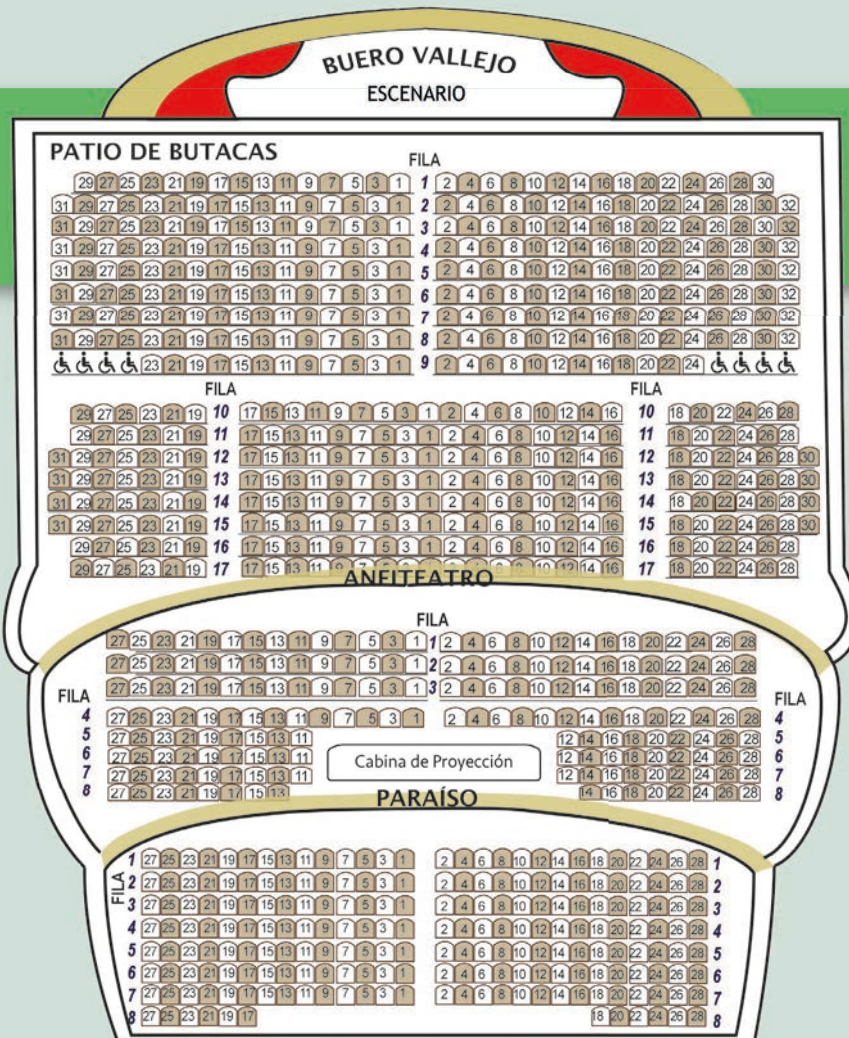 BUERO VALLEJO
ESCENARIO
PATIO DE BUTACAS
FILA
29 27 25 23 21 19 17 15 13 11 9 7 5 3 1 1 2 4 6 8 10 12 14 16 18 20 22 24 26 28 30
31 29 27 25 23 21 19 17 15 13 11 9 7 5 3 1 2 2 4 6 8 10 12 14 16 18 20 22 24 26 28 30 32
31 29 27 25 23 21 19 17 15 13 11 9 7 5 3 1 3 2 4 6 8 10 12 14 16 18 20 22 24 26 28 30 32
31 29 27 25 23 21 19 17 15 13 11 9 7 5 3 1 4 2 4 6 8 10 12 14 16 18 20 22 24 26 28 30 32
31 29 27 25 23 21 19 17 15 13 11 9 7 5 3 1 5 2 4 6 8 10 12 14 16 18 20 22 24 26 28 30 32
31 29 27 25 23 21 19 17 15 13 11 9 7 5 3 1 6 2 4 6 8 10 12 14 16 18 20 22 24 26 28 30 32
31 29 27 25 23 21 19 17 15 13 11 9 7 5 3 1 7 2 4 6 8 10 12 14 16 18 20 22 24 26 28 30 32
31 29 27 25 23 21 19 17 15 13 11 9 7 5 3 1 8 2 4 6 8 10 12 14 16 18 20 22 24 26 28 30 32
23 21 19 17 15 13 11 9 7 5 3 1 9 2 4 6 8 10 12 14 16 18 20 22 24
FILA FILA
29 27 25 23 21 19 10 17 15 13 11 9 7 5 3 1 2 4 6 8 10 12 14 16 10 18 20 22 24 26 28
29 27 25 23 21 19 11 17 15 13 11 9 7 5 3 1 2 4 6 8 10 12 14 16 11 18 20 22 24 26 28
31 29 27 25 23 21 19 12 17 15 13 11 9 7 5 3 1 2 4 6 8 10 12 14 16 12 18 20 22 24 26 28 30
31 29 27 25 23 21 19 13 17 15 13 11 9 7 5 3 1 2 4 6 8 10 12 14 16 13 18 20 22 24 26 28 30
31 29 27 25 23 21 19 14 17 15 13 11 9 7 5 3 1 2 4 6 8 10 12 14 16 14 18 20 22 24 26 28 30
31 29 27 25 23 21 19 15 17 15 13 11 9 7 5 3 1 2 4 6 8 10 12 14 16 15 18 20 22 24 26 28 30
29 27 25 23 21 19 16 17 15 13 11 9 7 5 3 1 2 4 6 8 10 12 14 16 16 18 20 22 24 26 28
29 27 25 23 21 19 17 17 15 13 11 9 7 5 3 1 2 4 6 8 10 12 14 16 17 18 20 22 24 26 28
ANFITEATRO
FILA
27 25 23 21 19 17 15 13 11 9 7 5 3 1 1 2 4 6 8 10 12 14 16 18 20 22 24 26 28
27 25 23 21 19 17 15 13 11 9 7 5 3 1 2 2 4 6 8 10 12 14 16 18 20 22 24 26 28
27 25 23 21 19 17 15 13 11 9 7 5 3 1 3 2 4 6 8 10 12 14 16 18 20 22 24 26 28
FILA FILA
4 27 25 23 21 19 17 15 13 11 9 7 5 3 1 2 4 6 8 10 12 14 16 18 20 22 24 26 28 4
5 27 25 23 21 19 17 15 13 11 12 14 16 18 20 22 24 26 28 5
6 27 25 23 21 19 17 15 13 11 Cabina de Proyección 12 14 16 18 20 22 24 26 28 6
7 27 25 23 21 19 17 15 13 11 12 14 16 18 20 22 24 26 28 7
8 27 25 23 21 19 17 15 13 14 16 18 20 22 24 26 28 8
PARAÍSO
1 27 25 23 21 19 17 15 13 11 9 7 5 3 1 2 4 6 8 10 12 14 16 18 20 22 24 26 28 1
FILA
2 27 25 23 21 19 17 15 13 11 9 7 5 3 1 2 4 6 8 10 12 14 16 18 20 22 24 26 28 2
3 27 25 23 21 19 17 15 13 11 9 7 5 3 1 2 4 6 8 10 12 14 16 18 20 22 24 26 28 3
4 27 25 23 21 19 17 15 13 11 9 7 5 3 1 2 4 6 8 10 12 14 16 18 20 22 24 26 28 4
5 27 25 23 21 19 17 15 13 11 9 7 5 3 1 2 4 6 8 10 12 14 16 18 20 22 24 26 28 5
6 27 25 23 21 19 17 15 13 11 9 7 5 3 1 2 4 6 8 10 12 14 16 18 20 22 24 26 28 6
7 27 25 23 21 19 17 15 13 11 9 7 5 3 1 2 4 6 8 10 12 14 16 18 20 22 24 26 28 7
8 27 25 23 21 19 17 18 20 22 24 26 28 8